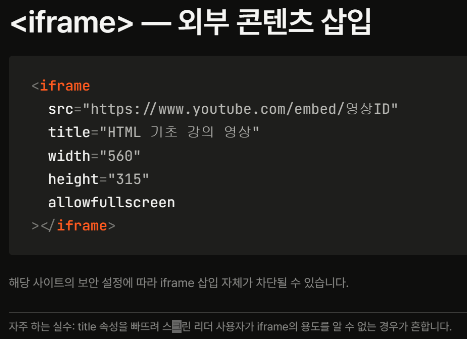 <iframe> — 외부 콘텐츠 삽입
<iframe
src="https://www.youtube.com/embed/영상ID"
title="HTML 기초 강의 영상"
width="560"
height="315"
allowfullscreen
></iframe>
해당 사이트의 보안 설정에 따라 iframe 삽입 자체가 차단될 수 있습니다.
자주 하는 실수: title 속성을 빠뜨려 스크린 리더 사용자가 iframe의 용도를 알 수 없는 경우가 흔합니다.